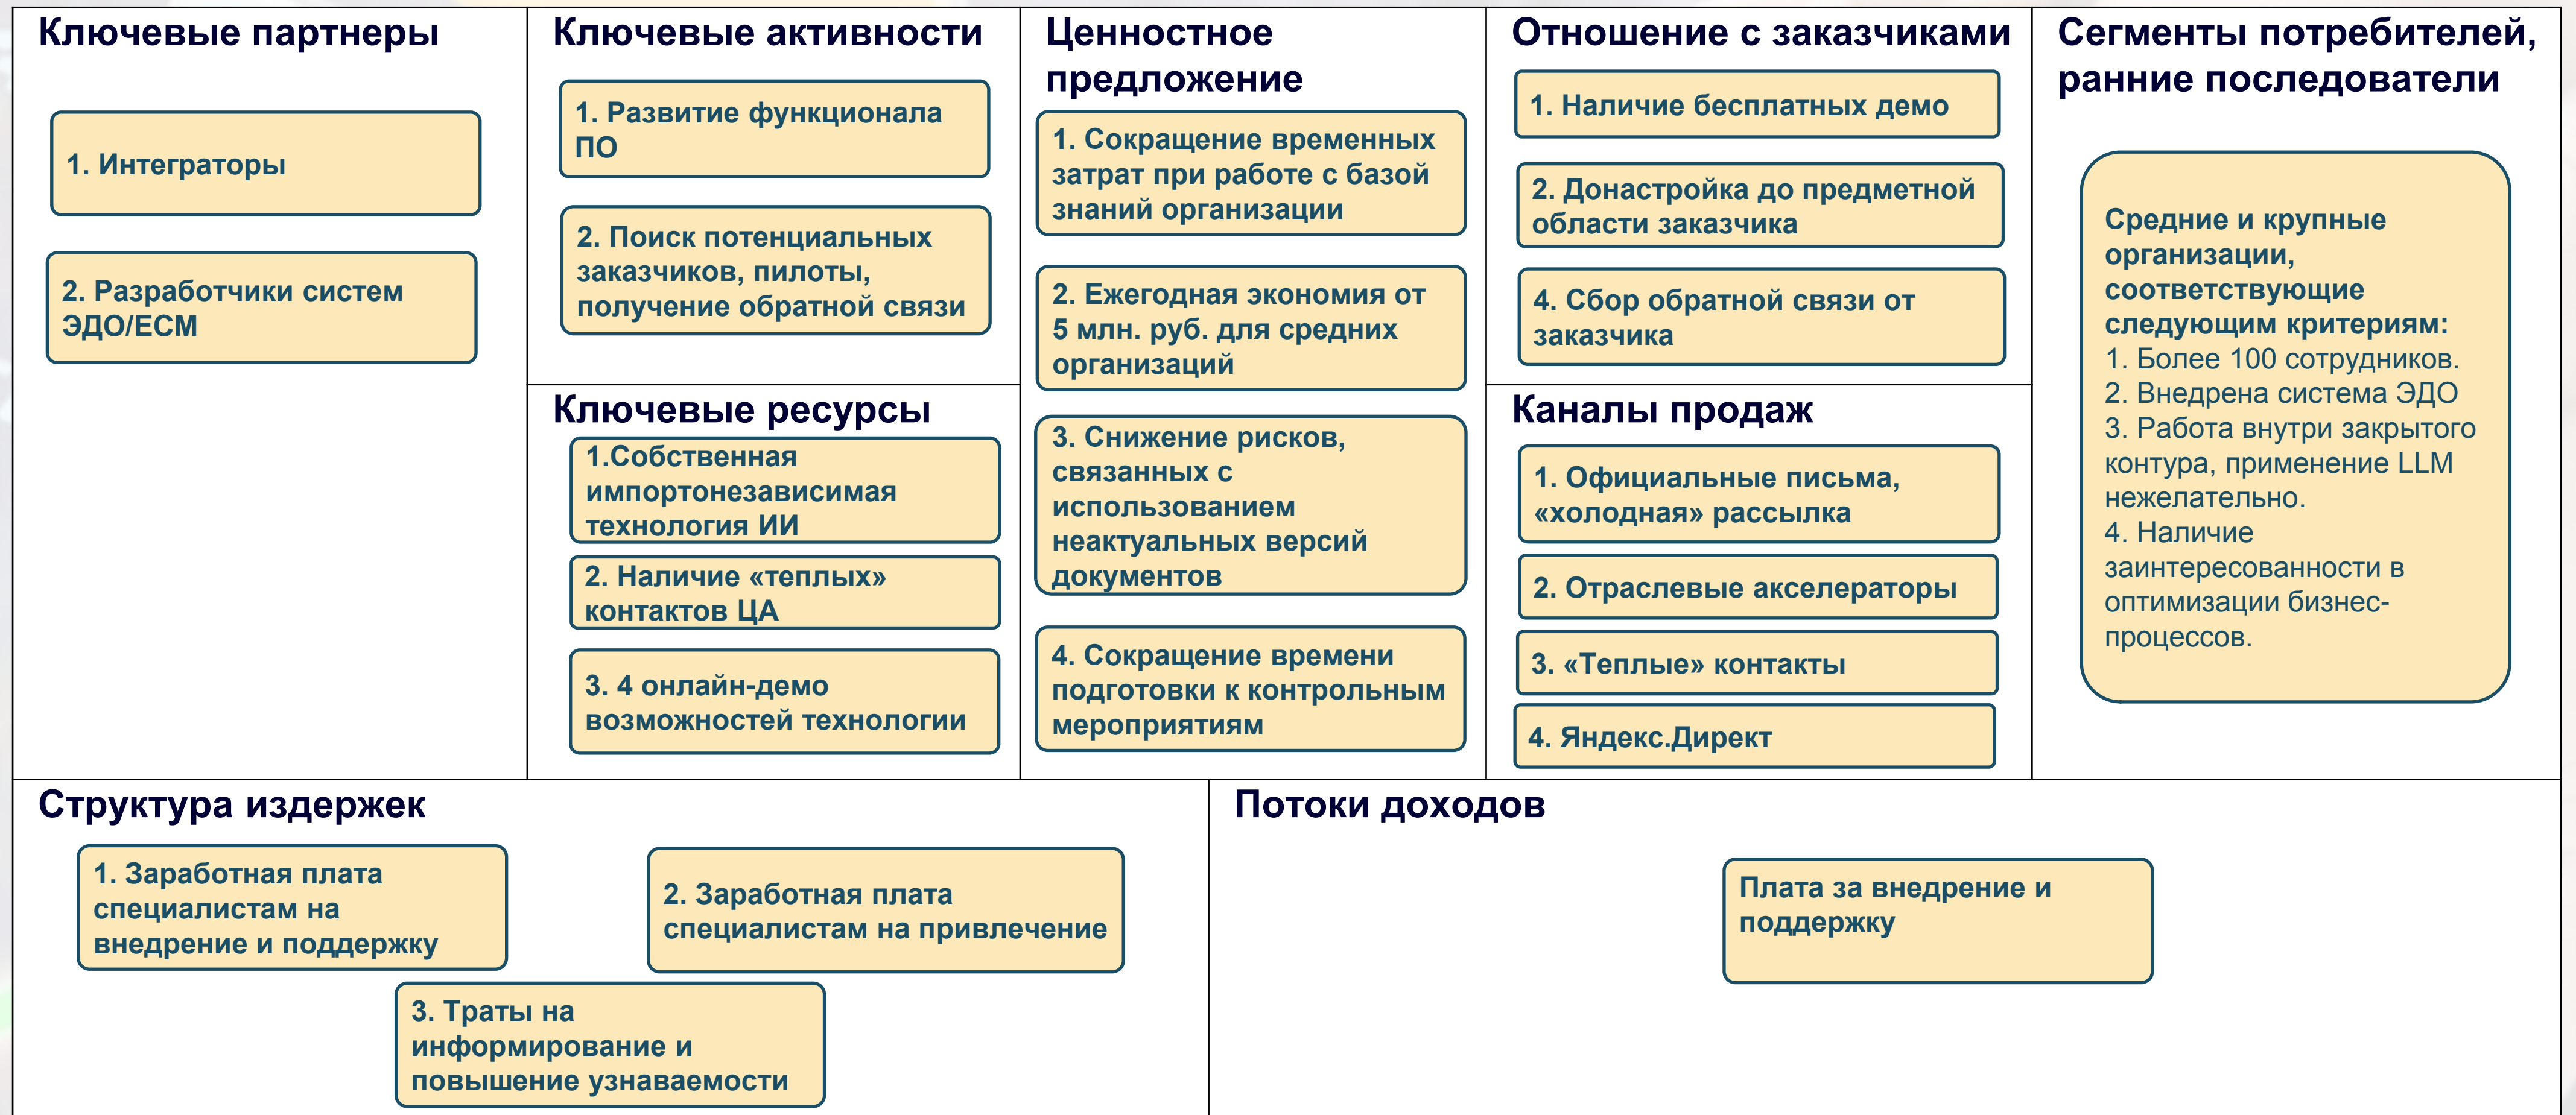 Ключевые партнеры
1. Интеграторы
2. Разработчики систем
ЭДО/ECM
Ключевые активности
1. Развитие функционала
ПО
2. Поиск потенциальных
заказчиков, пилоты,
получение обратной связи
Ключевые ресурсы
1.Собственная
импортонезависимая
технология ИИ
2. Наличие «теплых»
контактов ЦА
3. 4 онлайн-демо
возможностей технологии
Ценностное
предложение
1. Сокращение временных
затрат при работе с базой
знаний организации
2. Ежегодная экономия от
5 млн. руб. для средних
организаций
3. Снижение рисков,
связанных с
использованием
неактуальных версий
документов
4. Сокращение времени
подготовки к контрольным
мероприятиям
Отношение с заказчиками
1. Наличие бесплатных демо
2. Донастройка до предметной
области заказчика
4. Сбор обратной связи от
заказчика
Каналы продаж
1. Официальные письма,
«холодная» рассылка
2. Отраслевые акселераторы
3. «Теплые» контакты
4. Яндекс.Директ
Сегменты потребителей,
ранние последователи
Средние и крупные
организации,
соответствующие
следующим критериям:
1. Более 100 сотрудников.
2. Внедрена система ЭДО
3. Работа внутри закрытого
контура, применение LLM
нежелательно.
4. Наличие
заинтересованности в
оптимизации бизнес-
процессов.
Структура издержек
1. Заработная плата
специалистам на
внедрение и поддержку
2. Заработная плата
специалистам на привлечение
3. Траты на
информирование и
повышение узнаваемости
Потоки доходов
Плата за внедрение и
поддержку